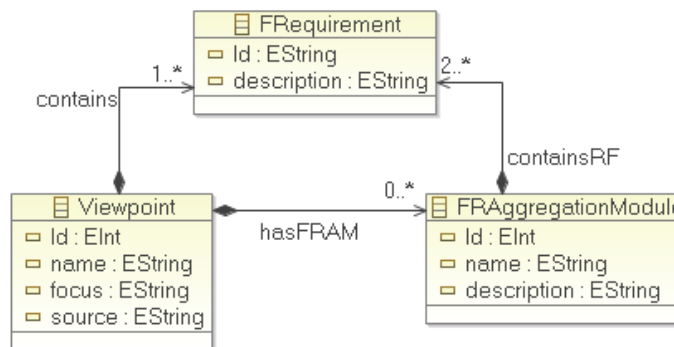 FRequirement
Id : EString
description : EString
1..*
2..*
contains
containsRF
Viewpoint
Id : EInt
name : EString
focus : EString
source : EString
0..*
hasFRAM
FRAggregationModule
Id : EInt
name : EString
description : EString